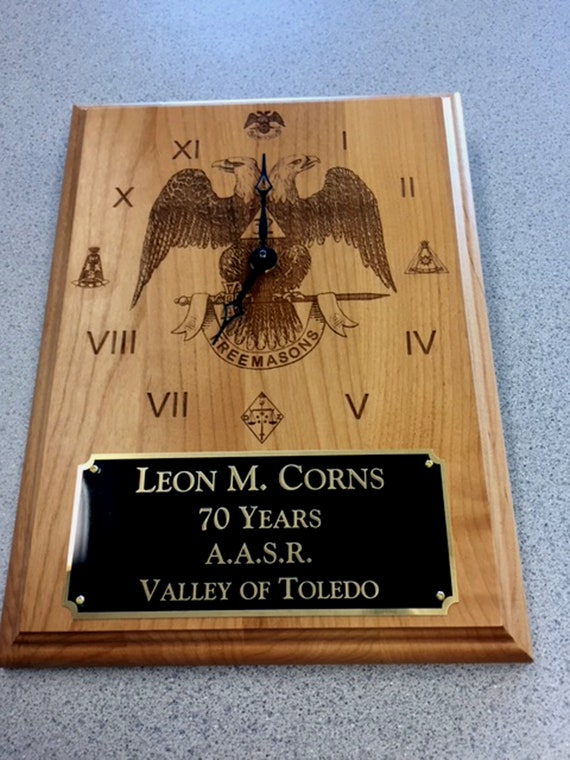 XI
I
X
II
VIII
IV
VII
V
REEMASONS
LEON M. CORNS
70 YEARS
A.A.S.R.
VALLEY OF TOLEDO